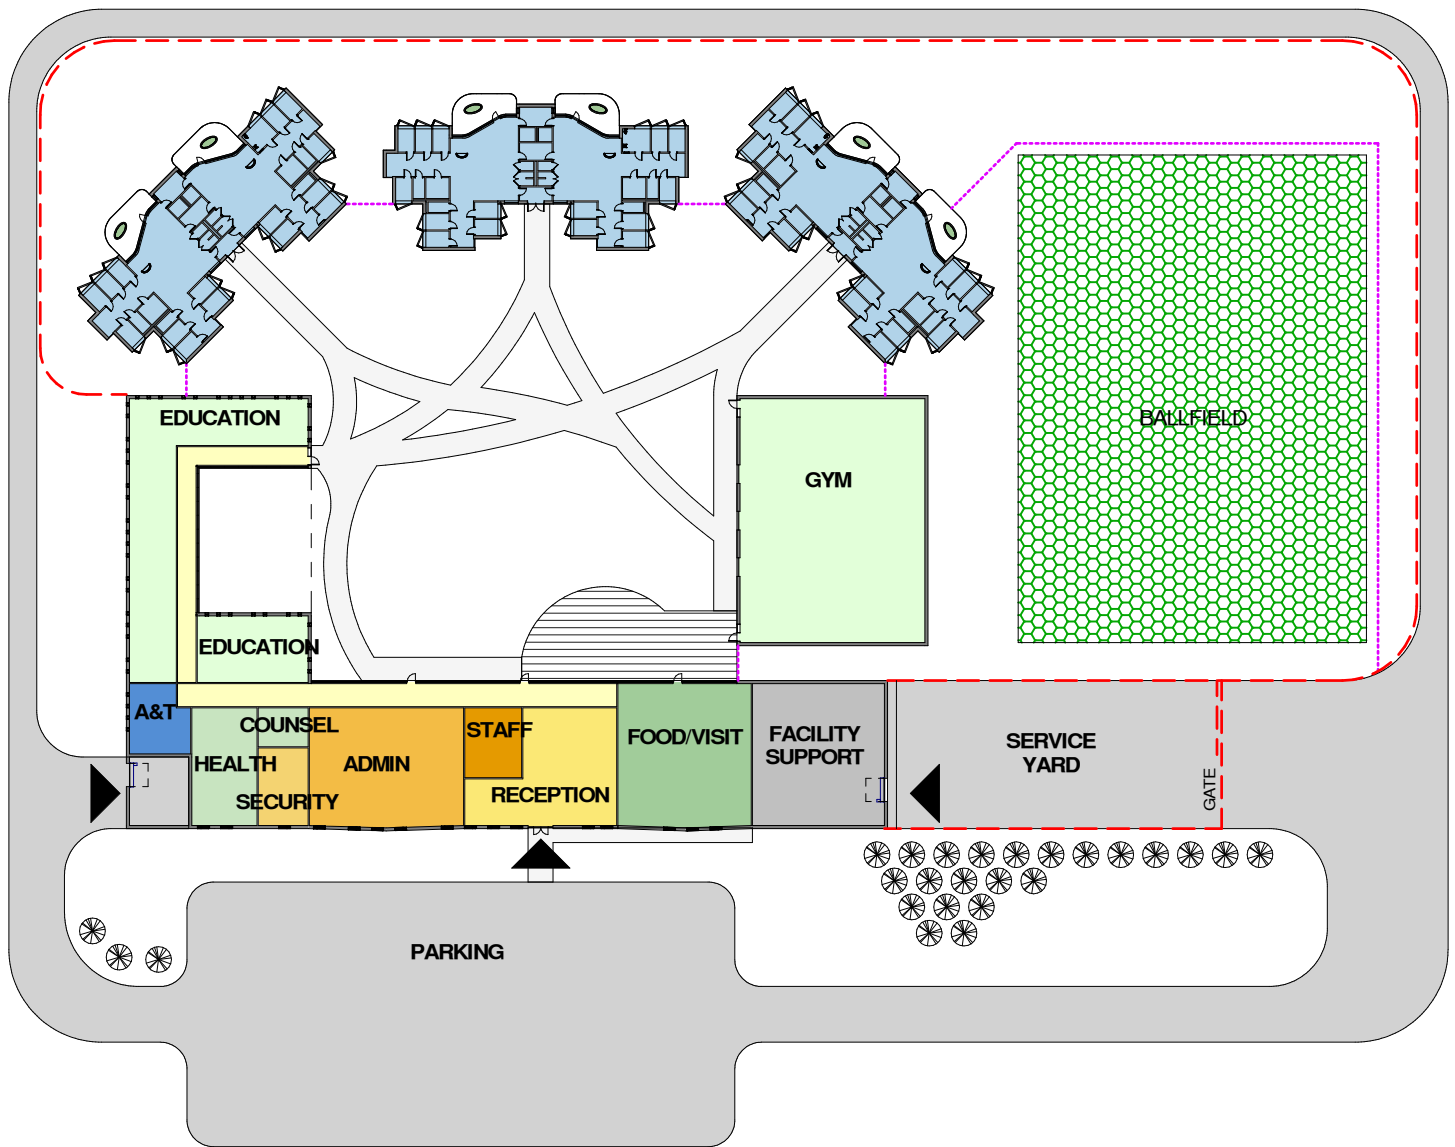 EDUCATION
BALLFIELD
GYM
EDUCATION
A&T
COUNSEL
STAFF
FOOD/VISIT
FACILITY
SUPPORT
SERVICE
YARD
HEALTH
ADMIN
SECURITY
RECEPTION
GATE
PARKING